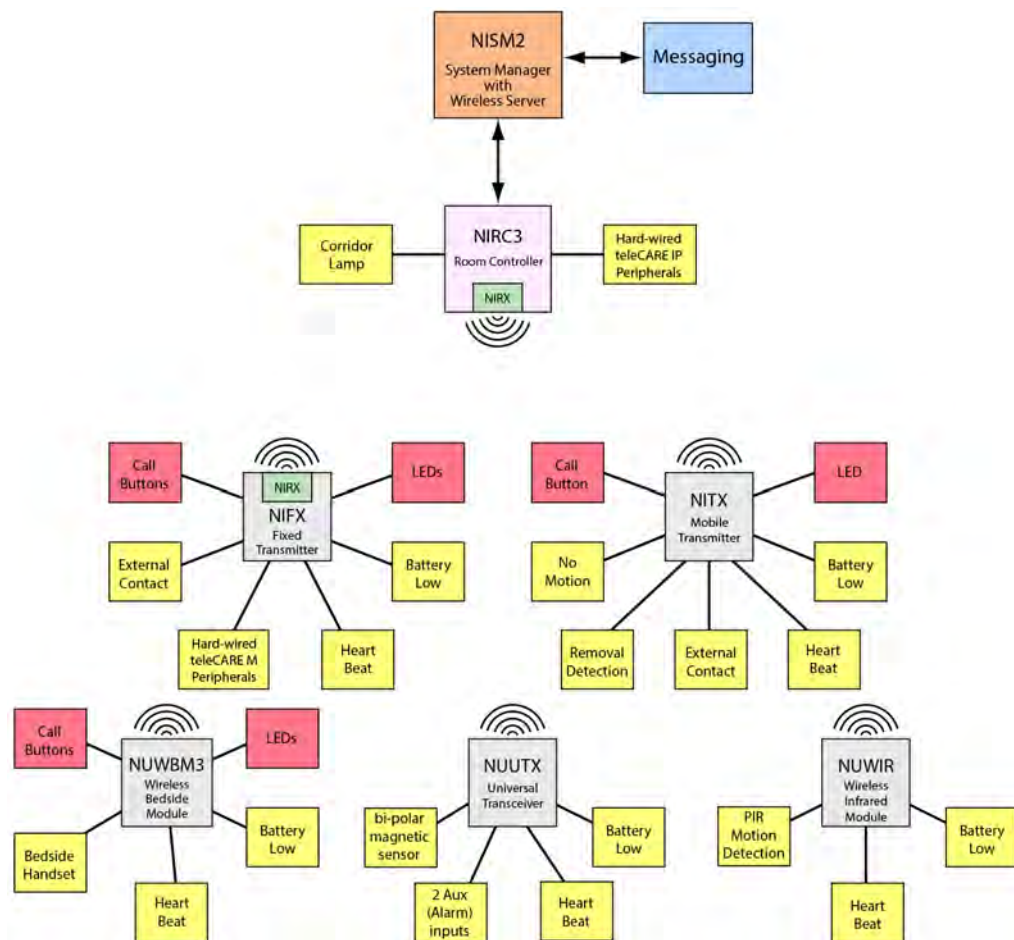 NISM2
System Manager
with
Wireless Server
Messaging
Corridor
Lamp
NIRC3
Room Controller
NIRX
Hard-wired
teleCARE IP
Peripherals
Call
Buttons
NIRX
NIFX
Fixed
Transmitter
LEDs
External
Contact
Battery
Low
Hard-wired
teleCARE M
Peripherals
Heart
Beat
Call
Button
NITX
Mobile
Transmitter
LED
No
Motion
Battery
Low
Removal
Detection
External
Contact
Heart
Beat
Call
Buttons
NUWBM3
Wireless
Bedside
Module
LEDs
Bedside
Handset
Battery
Low
Heart
Beat
NUUTX
Universal
Transceiver
bi-polar
magnetic
sensor
Battery
Low
2 Aux
(Alarm)
inputs
Heart
Beat
NUWIR
Wireless
Infrared
Module
PIR
Motion
Detection
Battery
Low
Heart
Beat